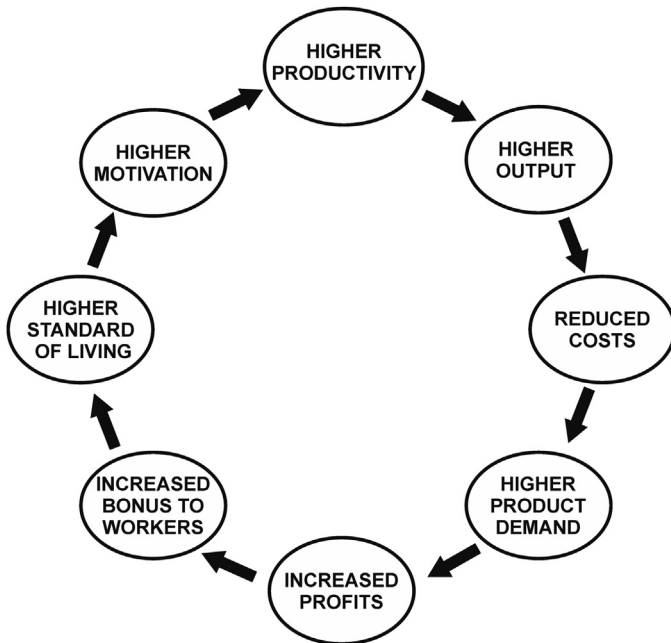 HIGHER
PRODUCTIVITY
HIGHER
OUTPUT
REDUCED
COSTS
HIGHER
PRODUCT
DEMAND
INCREASED
PROFITS
INCREASED
BONUS TO
WORKERS
HIGHER
STANDARD
OF LIVING
HIGHER
MOTIVATION